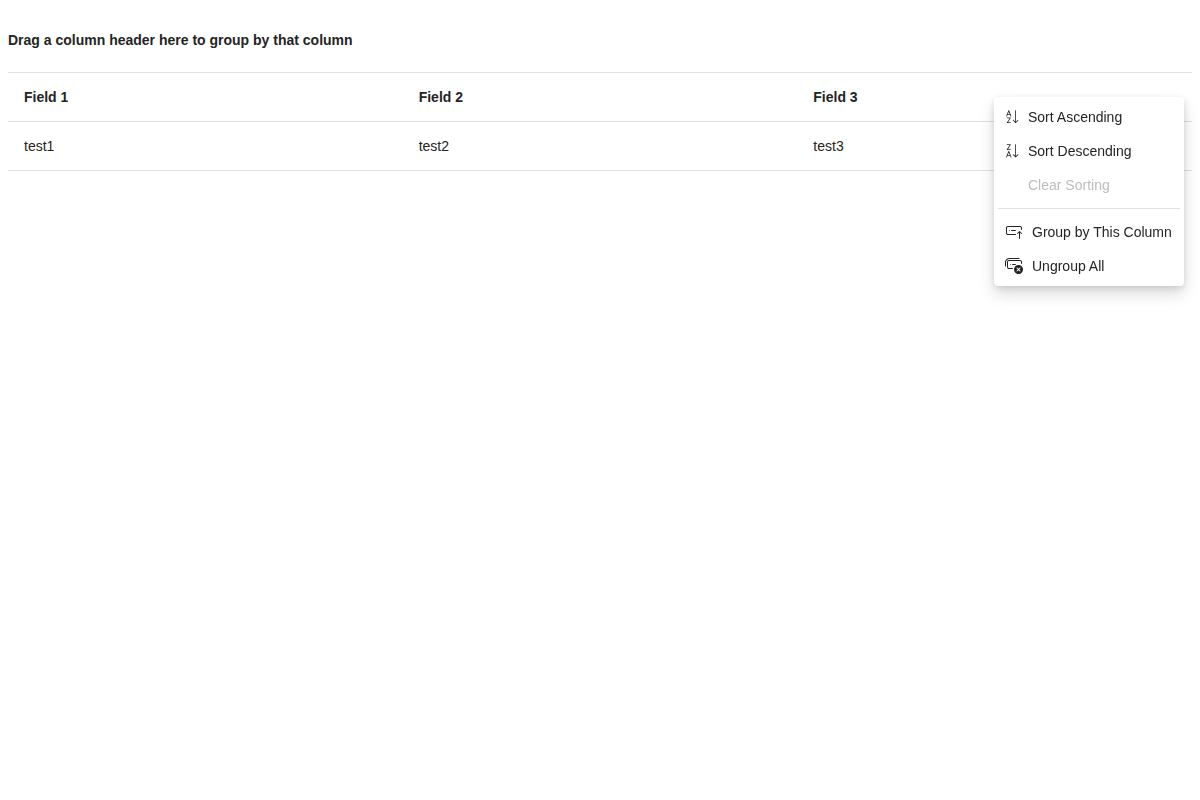 Drag a column header here to group by that column
Field 1 Field 2 Field 3
test1 test2 test3
Sort Ascending
Sort Descending
Clear Sorting
Group by This Column
Ungroup All